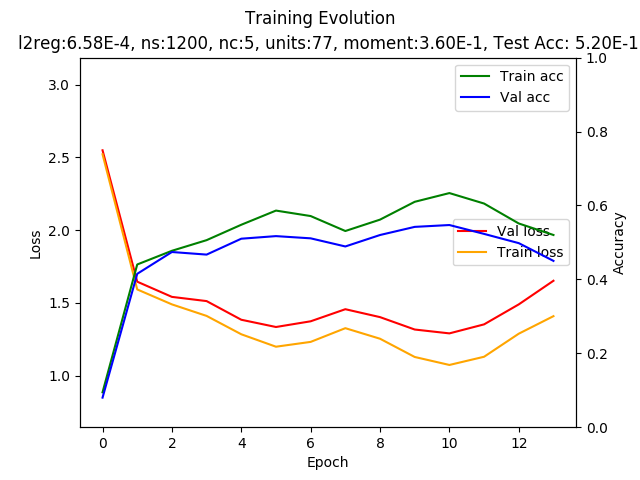 Training Evolution
l2reg:6.58E-4, ns:1200, nc:5, units:77, moment:3.60E-1, Test Acc: 5.20E-1
Train acc
Val acc
Val loss
Train loss
3.0
2.5
2.0
1.5
1.0
Loss
1.0
0.8
0.6
0.4
0.2
0.0
Accuracy
0 2 4 6 8 10 12
Epoch